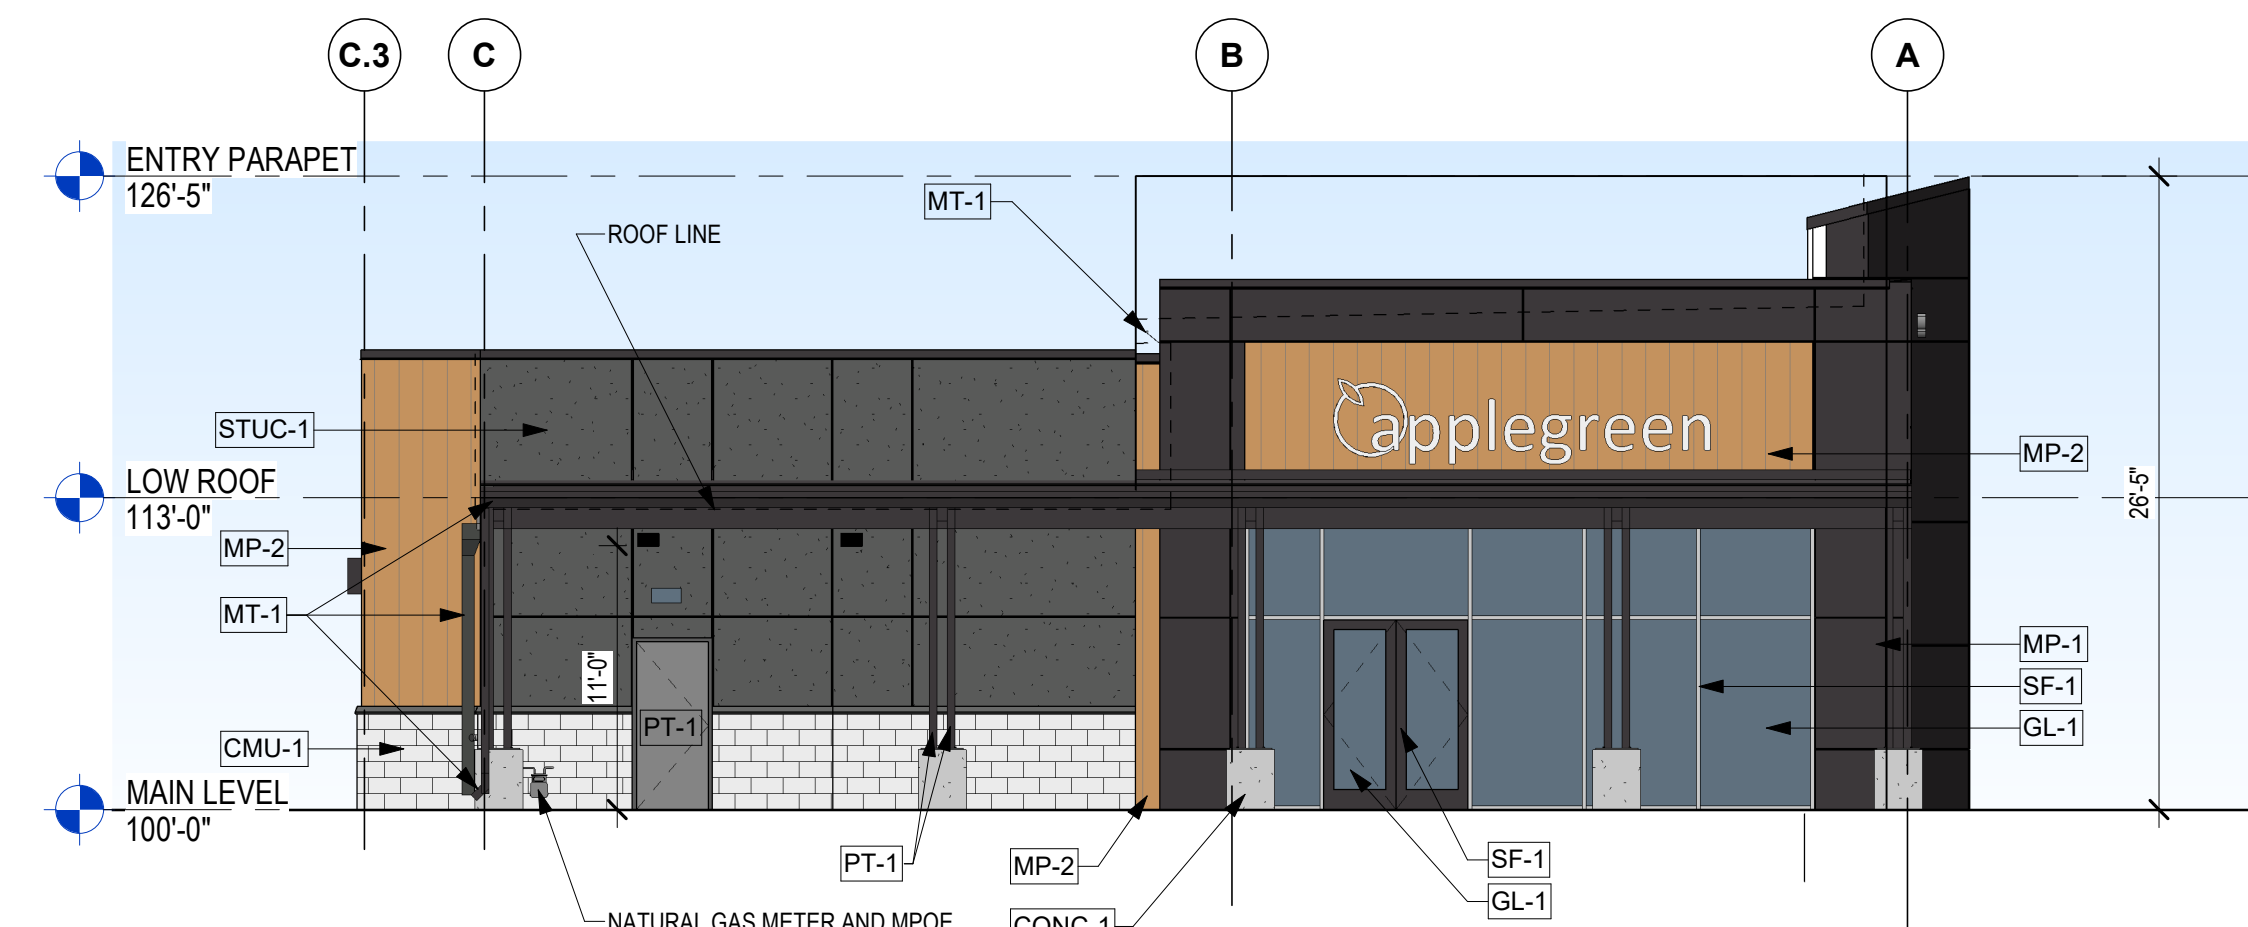 C.3
C
B
A
ENTRY PARAPET
126'-5"
MT-1
ROOF LINE
applegreen
STUC-1
MP-2
LOW ROOF
113'-0"
26'-5"
MP-2
MT-1
11'-0"
MP-1
SF-1
PT-1
GL-1
CMU-1
MAIN LEVEL
100'-0"
PT-1
MP-2
SF-1
GL-1
NATURAL GAS METER AND MPOE
CONC-1